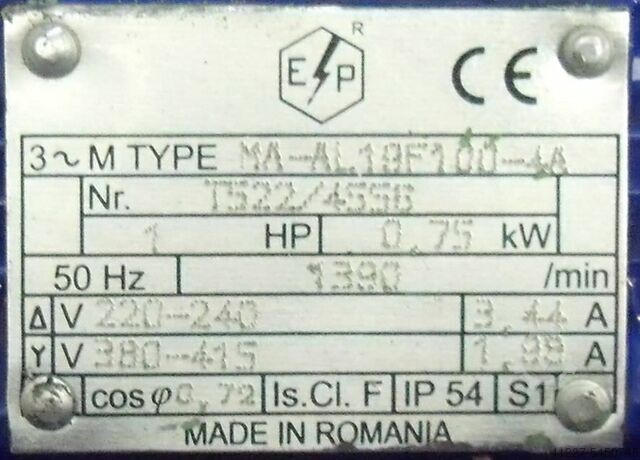 E P R
CE
3~ M TYPE MA-AL19F100-4A
Nr. T522/4556
1 HP 0,75 kW
50 Hz 1390 /min
Δ V 220-240 3,44 A
Y V 380-415 1,98 A
cos φ 0,72 Is.Cl. F IP 54 S1
MADE IN ROMANIA